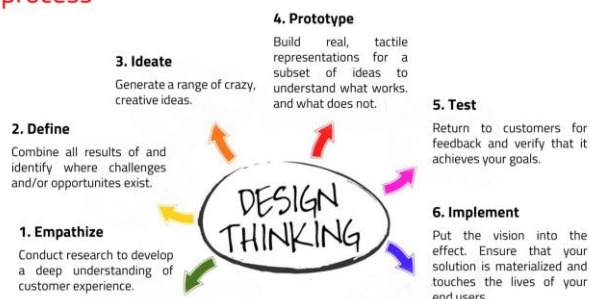 process
4. Prototype
Build real, tactile
representations for a
subset of ideas to
understand what works.
and what does not.
3. Ideate
Generate a range of crazy,
creative ideas.
5. Test
Return to customers for
feedback and verify that it
achieves your goals.
2. Define
Combine all results of and
identify where challenges
and/or opportunites exist.
DESIGN
THINKING
6. Implement
Put the vision into the
effect. Ensure that your
solution is materialized and
touches the lives of your
end users
1. Empathize
Conduct research to develop
a deep understanding of
customer experience.